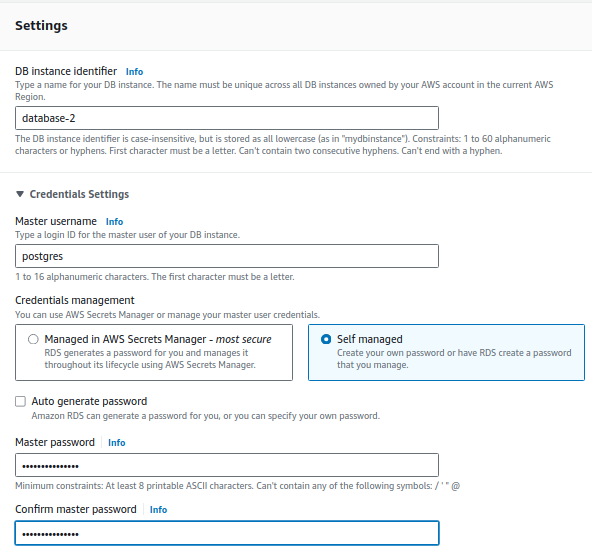 Settings
DB instance identifier Info
Type a name for your DB instance. The name must be unique across all DB instances owned by your AWS account in the current AWS
Region.
database-2
The DB instance identifier is case-insensitive, but is stored as all lowercase (as in "mydbinstance"). Constraints: 1 to 60 alphanumeric
characters or hyphens. First character must be a letter. Can't contain two consecutive hyphens. Can't end with a hyphen.
Credentials Settings
Master username Info
Type a login ID for the master user of your DB instance.
postgres
1 to 16 alphanumeric characters. The first character must be a letter.
Credentials management
You can use AWS Secrets Manager or manage your master user credentials.
Managed in AWS Secrets Manager - most secure
RDS generates a password for you and manages it
throughout its lifecycle using AWS Secrets Manager.
Self managed
Create your own password or have RDS create a password
that you manage.
Auto generate password
Amazon RDS can generate a password for you, or you can specify your own password.
Master password Info
•••••••••••••••
Minimum constraints: At least 8 printable ASCII characters. Can't contain any of the following symbols: / ' " @
Confirm master password Info
•••••••••••••••